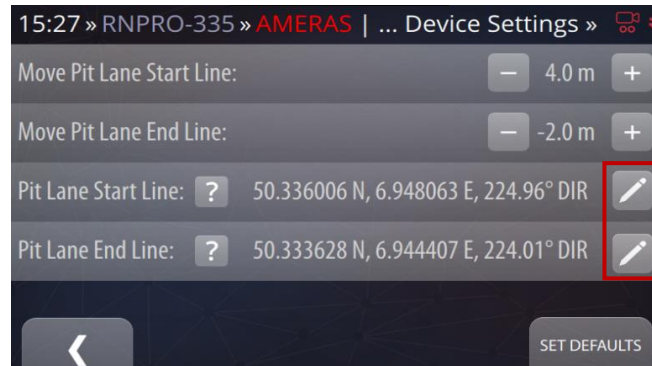 15:27 » RNPRO-335 » AMERAS | ... Device Settings »
Move Pit Lane Start Line: − 4.0 m +
Move Pit Lane End Line: − -2.0 m +
Pit Lane Start Line: ? 50.336006 N, 6.948063 E, 224.96° DIR
Pit Lane End Line: ? 50.333628 N, 6.944407 E, 224.01° DIR
❮ SET DEFAULTS